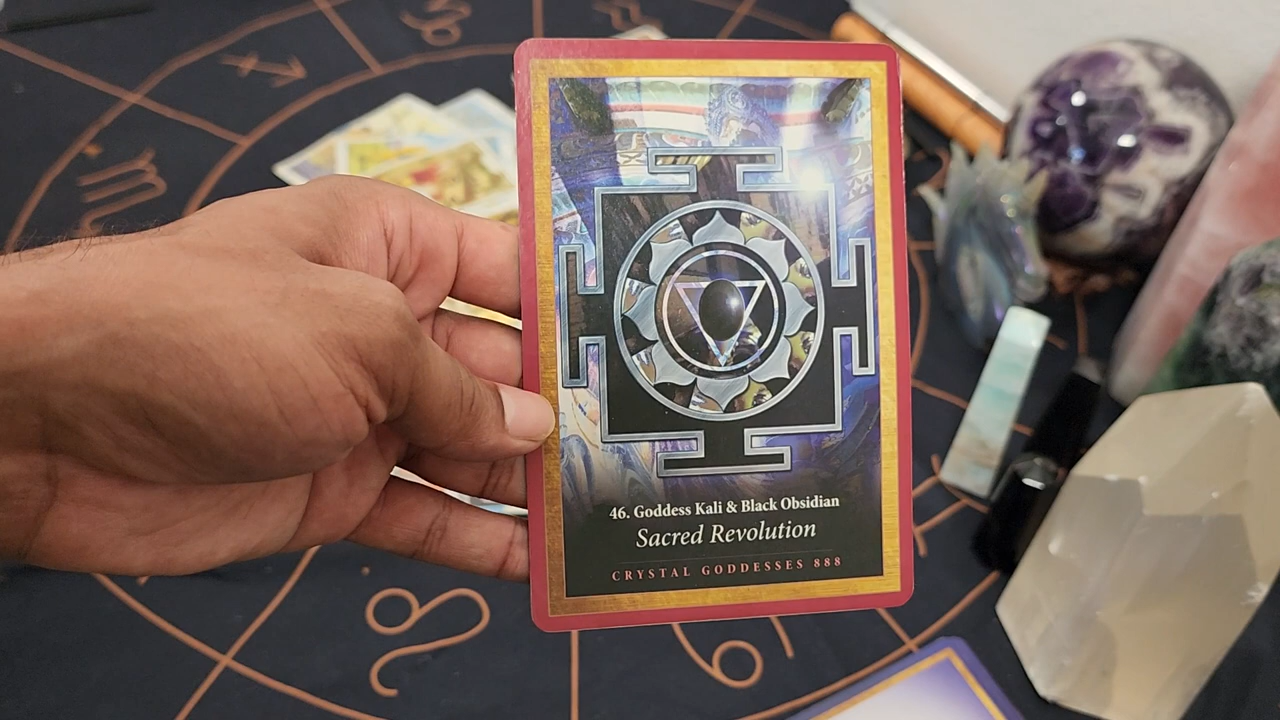 46. Goddess Kali & Black Obsidian
Sacred Revolution
CRYSTAL GODDESSES 888